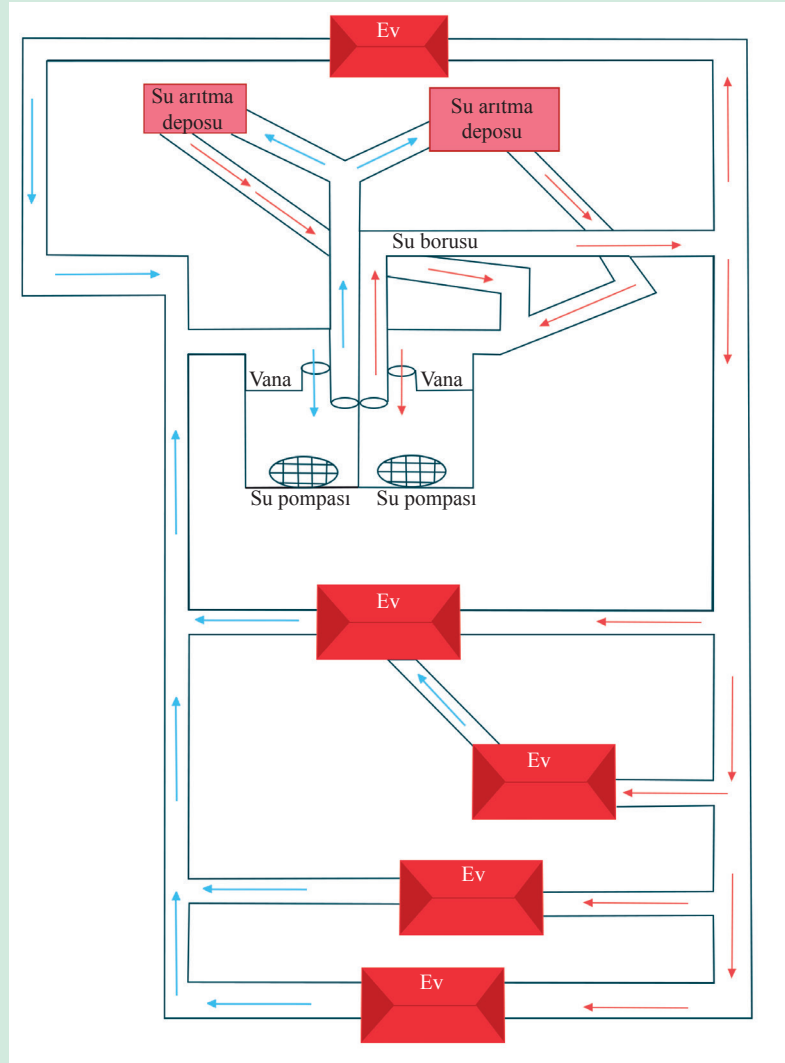 Ev
Su arıtma
deposu
Su arıtma
deposu
Su borusu
Vana
Vana
Su pompası
Su pompası
Ev
Ev
Ev
Ev